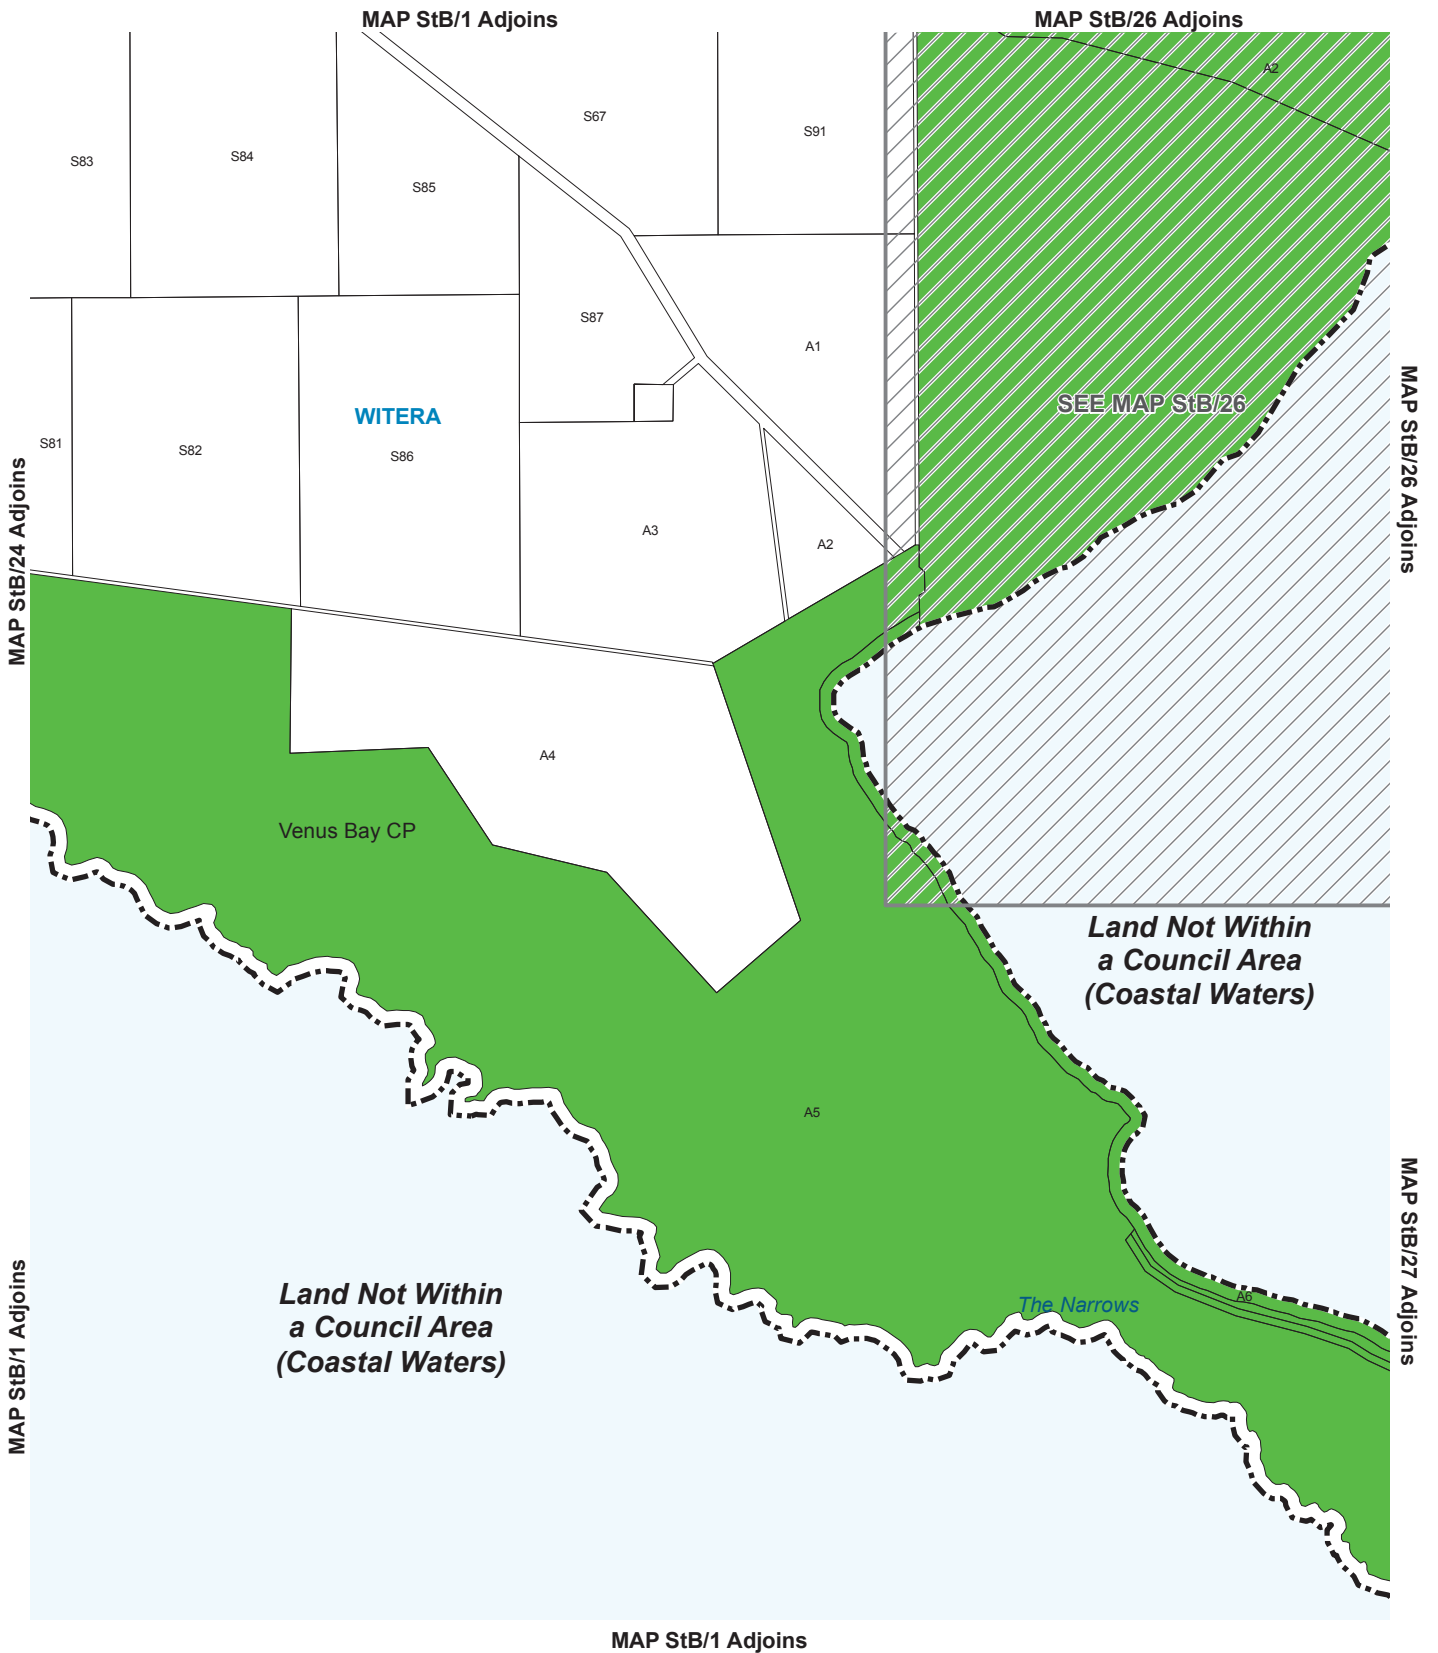 MAP StB/1 Adjoins
MAP StB/26 Adjoins
A2
S67
S91
S83
S84
S85
S87
A1
SEE MAP StB/26
WITERA
S81
S82
S86
A3
A2
MAP StB/24 Adjoins
MAP StB/26 Adjoins
A4
Venus Bay CP
Land Not Within
a Council Area
(Coastal Waters)
A5
MAP StB/27 Adjoins
A6
The Narrows
Land Not Within
a Council Area
(Coastal Waters)
MAP StB/1 Adjoins
MAP StB/1 Adjoins